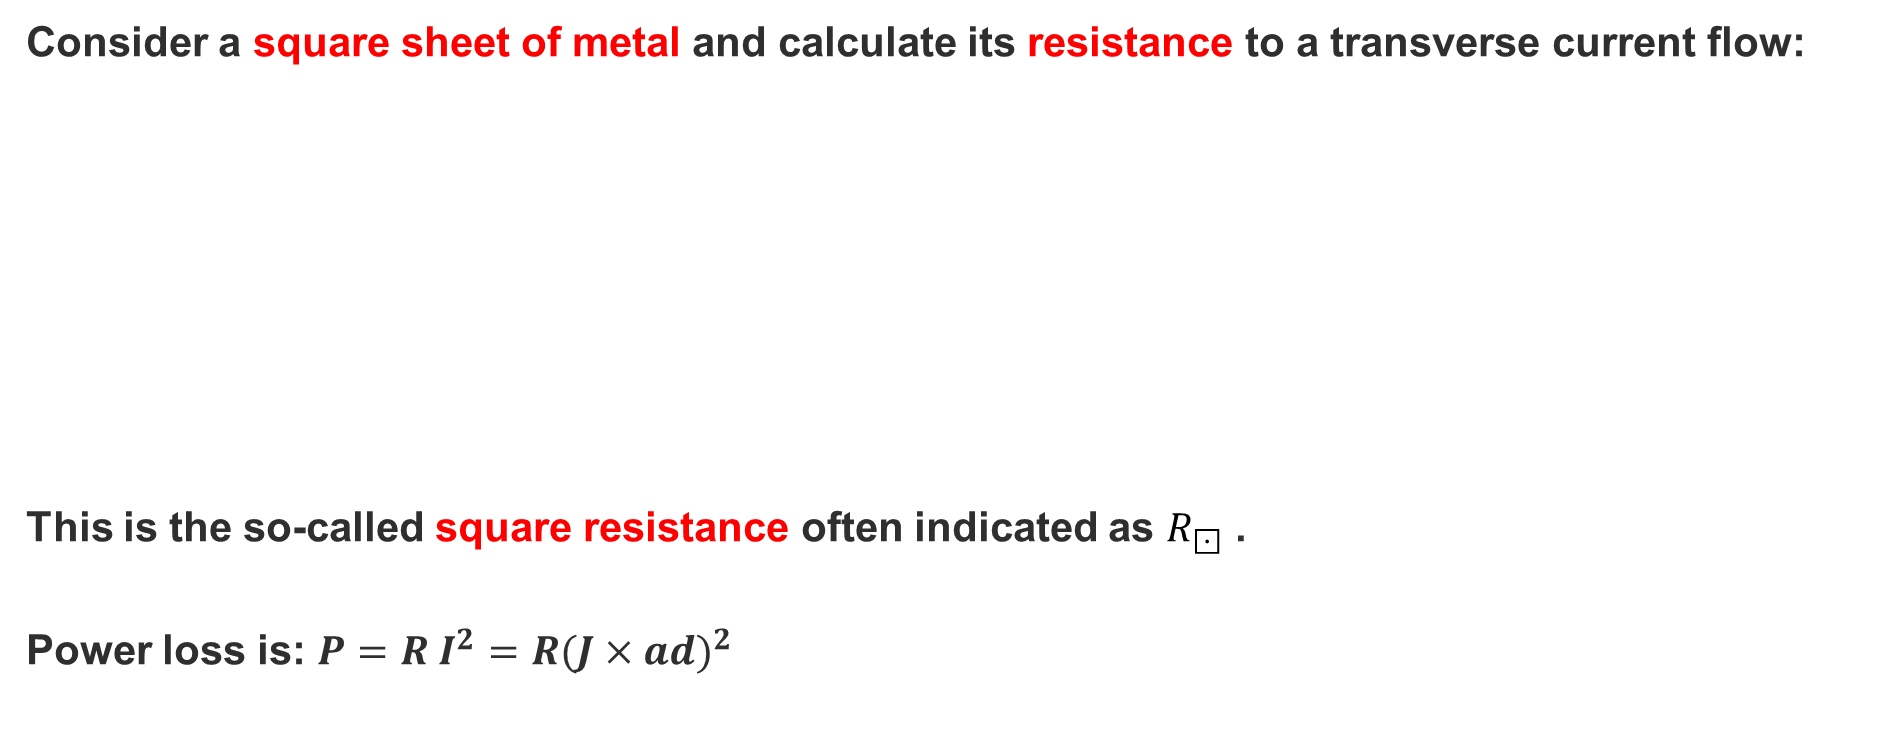 Consider a square sheet of metal and calculate its resistance to a transverse current flow:
This is the so-called square resistance often indicated as R⊡ .
Power loss is: P = R I² = R(J × ad)²